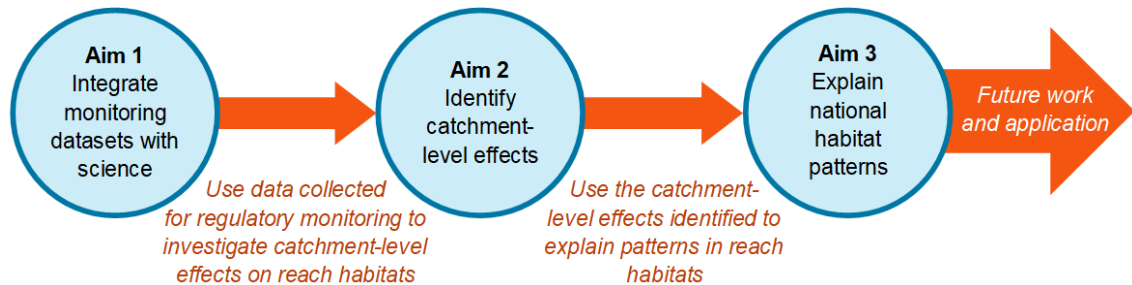 Aim 1
Integrate
monitoring
datasets with
science
Use data collected
for regulatory monitoring to
investigate catchment-level
effects on reach habitats
Aim 2
Identify
catchment-
level effects
Use the catchment-
level effects identified to
explain patterns in reach
habitats
Aim 3
Explain
national
habitat
patterns
Future work
and application